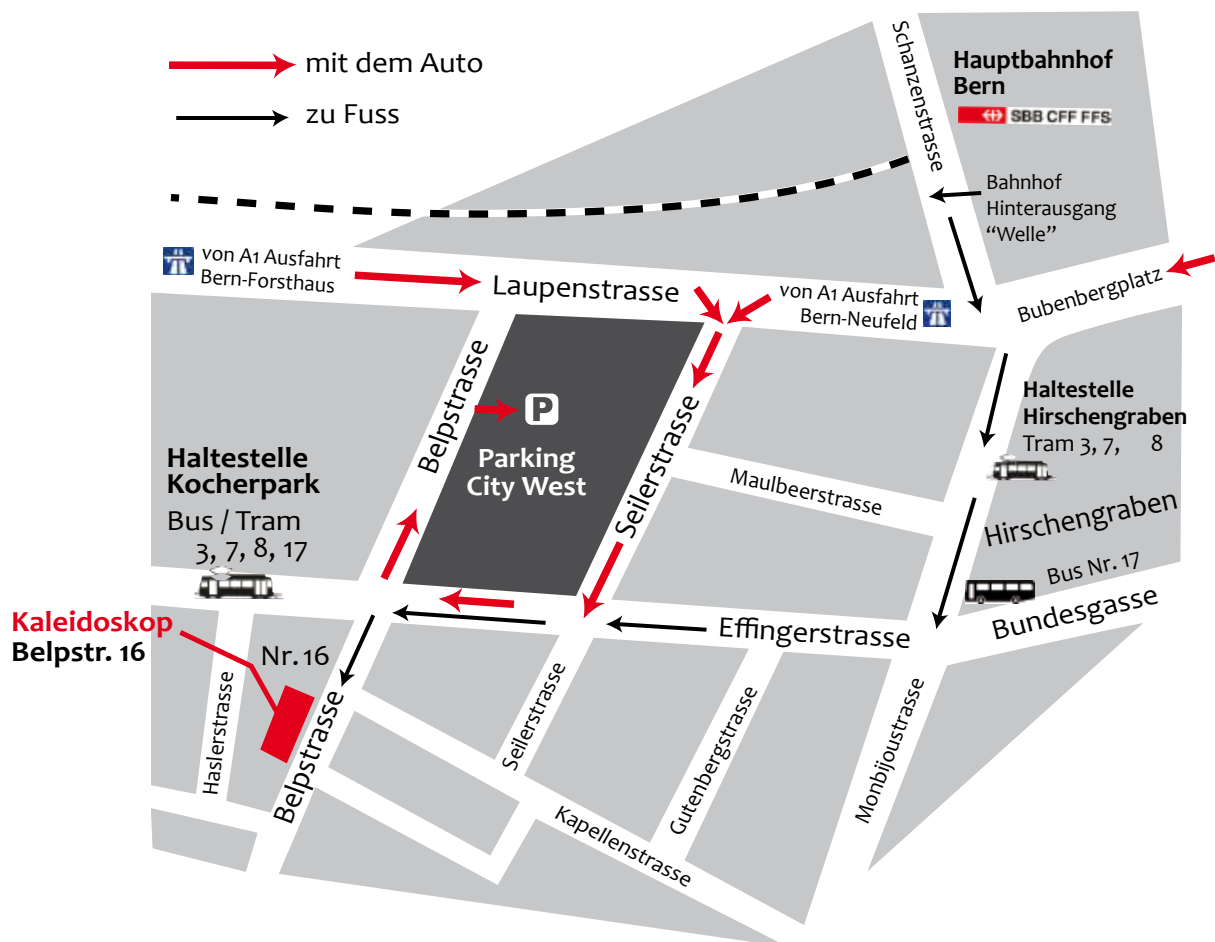 mit dem Auto
zu Fuss
Schanzenstrasse
Hauptbahnhof
Bern
SBB CFF FFS
Bahnhof
Hinterausgang
“Welle”
von A1 Ausfahrt
Bern-Forsthaus
Laupenstrasse
von A1 Ausfahrt
Bern-Neufeld
Bubenbergplatz
Belpstrasse
P
Parking
City West
Seilerstrasse
Maulbeerstrasse
Haltestelle
Hirschengraben
Tram 3, 7, 8
Hirschengraben
Haltestelle
Kocherpark
Bus / Tram
3, 7, 8, 17
Bus Nr. 17
Bundesgasse
Effingerstrasse
Kaleidoskop
Belpstr. 16
Nr. 16
Haslerstrasse
Belpstrasse
Seilerstrasse
Gutenbergstrasse
Monbijoustrasse
Kapellenstrasse